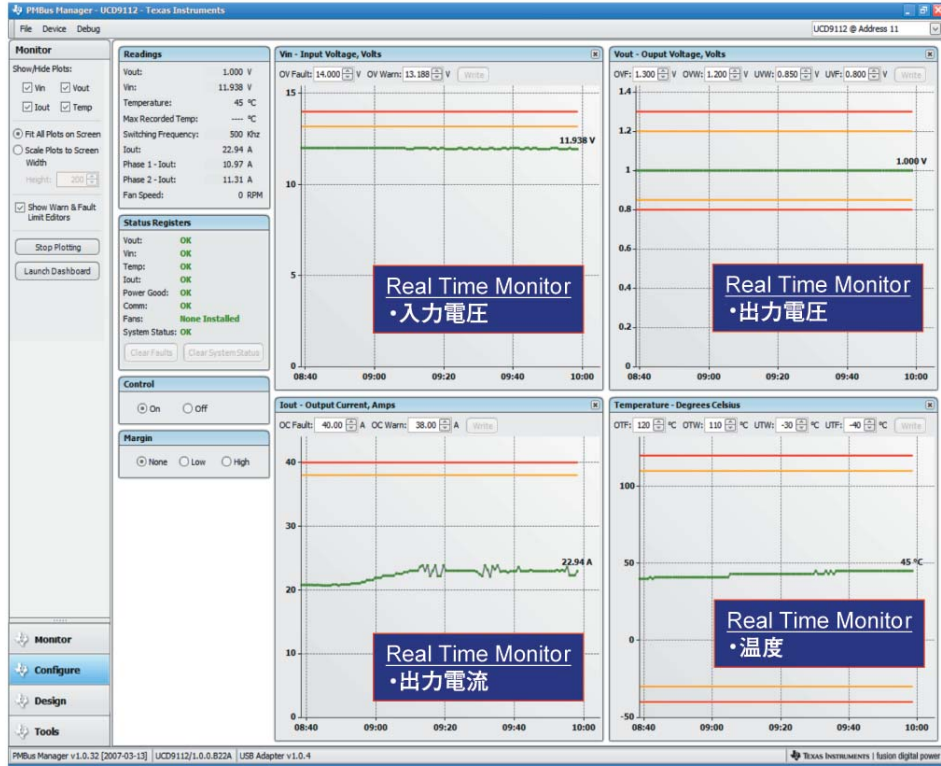 PMBus Manager - UCD9112 - Texas Instruments
File Device Debug
UCD9112 @ Address 11
Monitor
Show/Hide Plots:
Vin Vout
Iout Temp
Fit All Plots on Screen
Scale Plots to Screen
Width
Height: 200
Show Warn & Fault
Limit Editors
Stop Plotting
Launch Dashboard
Readings
Vout: 1.000 V
Vin: 11.938 V
Temperature: 45 ºC
Max Recorded Temp: ---- ºC
Switching Frequency: 500 Khz
Iout: 22.94 A
Phase 1 - Iout: 10.97 A
Phase 2 - Iout: 11.31 A
Fan Speed: 0 RPM
Status Registers
Vout: OK
Vin: OK
Temp: OK
Iout: OK
Power Good: OK
Comm: OK
Fans: None Installed
System Status: OK
Clear Faults Clear System Status
Control
On Off
Margin
None Low High
Vin - Input Voltage, Volts
OV Fault: 14.000 V OV Warn: 13.188 V Write
15
11.938 V
10
5
0
Real Time Monitor
・入力電圧
08:40 09:00 09:20 09:40 10:00
Vout - Ouput Voltage, Volts
OVF: 1.300 V OVW: 1.200 V UVW: 0.850 V UVF: 0.800 V Write
1.4
1.2
1.000 V
1
0.8
0.6
0.4
0.2
0
Real Time Monitor
・出力電圧
08:40 09:00 09:20 09:40 10:00
Iout - Output Current, Amps
OC Fault: 40.00 A OC Warn: 38.00 A Write
40
30
22.94 A
20
10
0
Real Time Monitor
・出力電流
08:40 09:00 09:20 09:40 10:00
Temperature - Degrees Celsius
OTF: 120 ºC OTW: 110 ºC UTW: -30 ºC UTF: -40 ºC Write
100
50
45 ºC
0
-50
Real Time Monitor
・温度
08:40 09:00 09:20 09:40 10:00
Monitor
Configure
Design
Tools
PMBus Manager v1.0.32 [2007-03-13] UCD9112/1.0.0.B22A USB Adapter v1.0.4
TEXAS INSTRUMENTS | fusion digital power